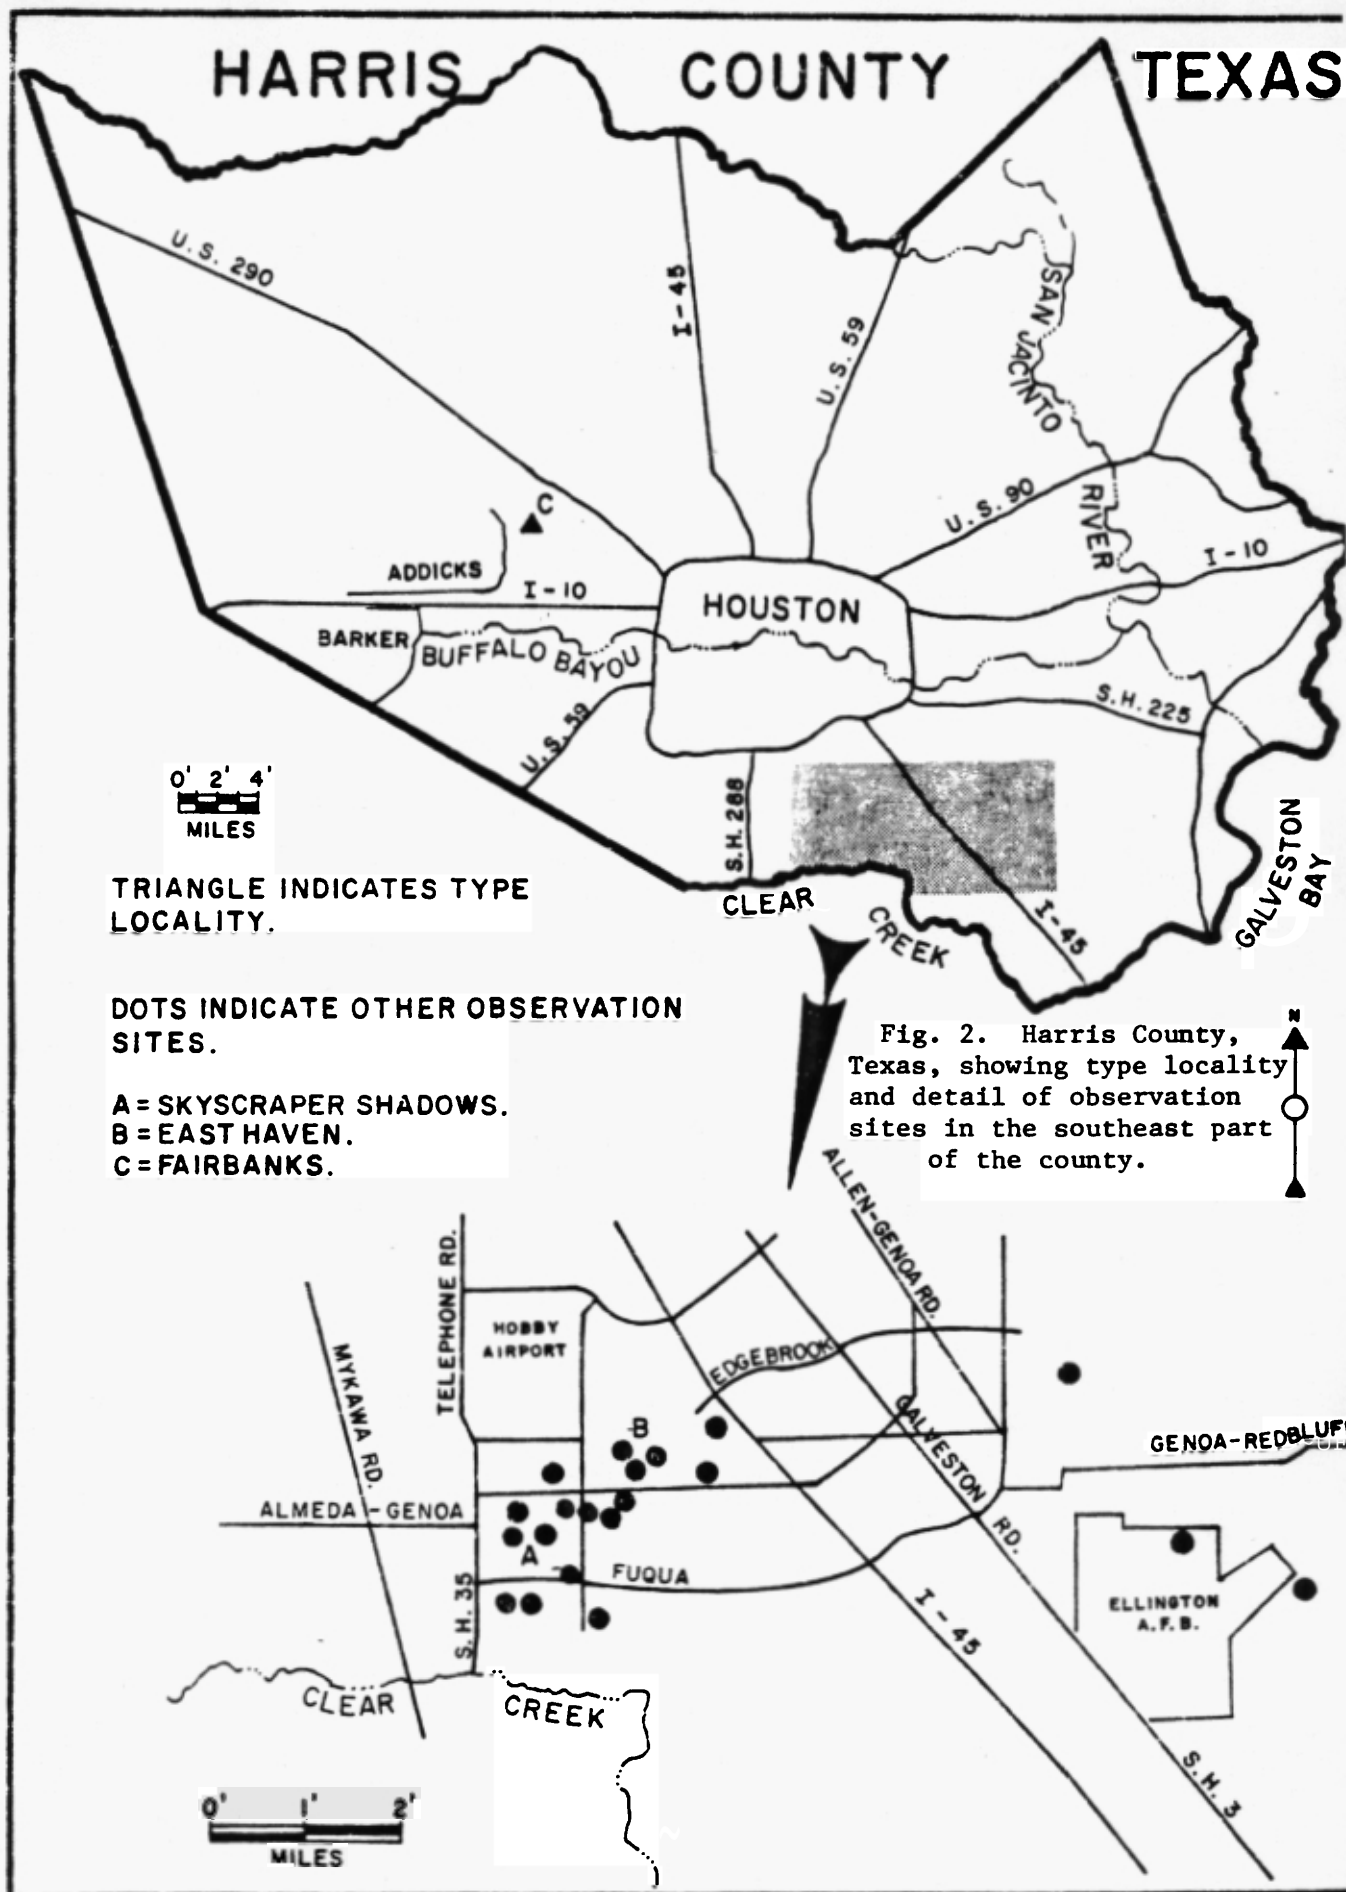 HARRIS COUNTY TEXAS
U.S. 290
I-45
U.S. 59
SAN JACINTO
RIVER
U.S. 90
I-10
C
ADDICKS
I-10
HOUSTON
BARKER
BUFFALO BAYOU
U.S. 59
S.H. 225
S.H. 288
0' 2' 4'
MILES
CLEAR
CREEK
I-45
GALVESTON
BAY
TRIANGLE INDICATES TYPE
LOCALITY.
DOTS INDICATE OTHER OBSERVATION
SITES.
A = SKYSCRAPER SHADOWS.
B = EAST HAVEN.
C = FAIRBANKS.
N
Fig. 2. Harris County,
Texas, showing type locality
and detail of observation
sites in the southeast part
of the county.
ALLEN-GENOA RD.
TELEPHONE RD.
HOBBY
AIRPORT
MYKAWA RD.
EDGEBROOK
GALVESTON RD.
B
GENOA-REDBLUFF
ALMEDA-GENOA
A
FUQUA
S.H. 35
ELLINGTON
A.F.B.
I-45
CLEAR
CREEK
S.H. 3
0' 1' 2'
MILES